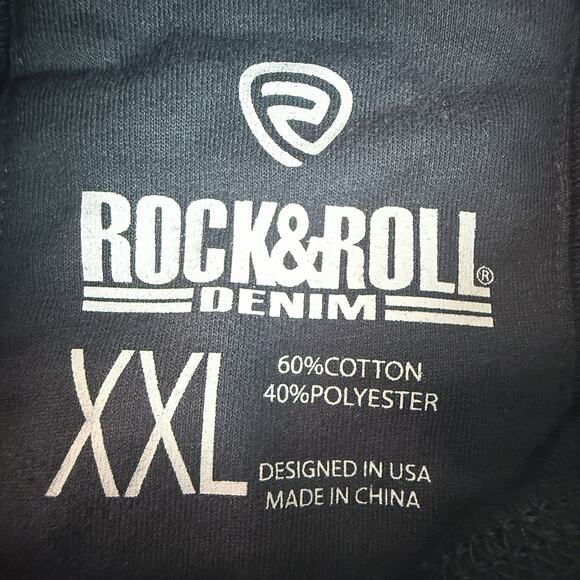 ROCK&ROLL®
DENIM
XXL
60%COTTON
40%POLYESTER
DESIGNED IN USA
MADE IN CHINA